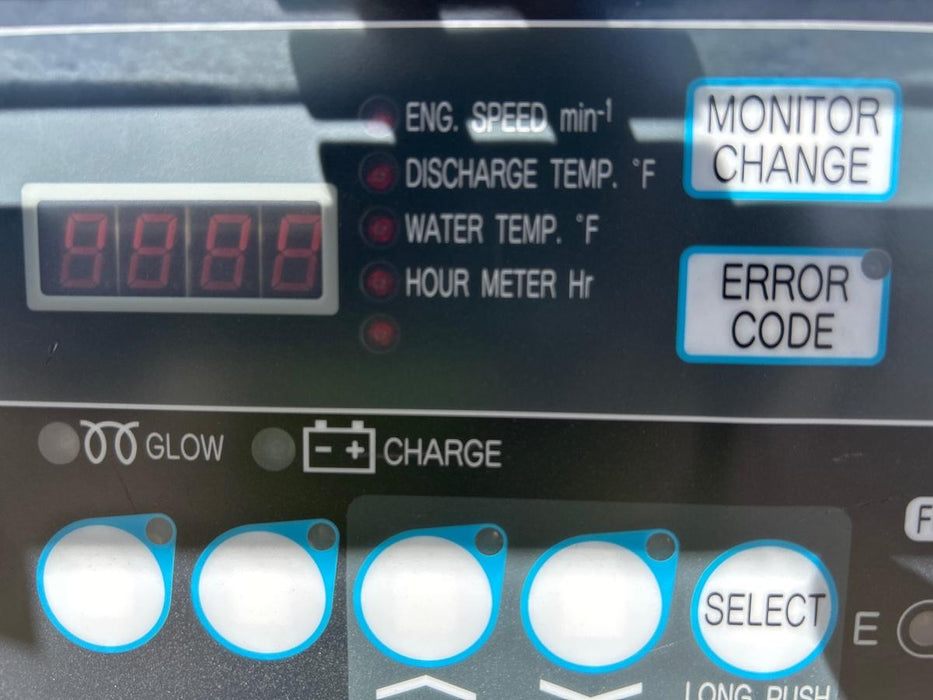 8888
ENG. SPEED min-1
DISCHARGE TEMP. °F
WATER TEMP. °F
HOUR METER Hr
MONITOR
CHANGE
ERROR
CODE
GLOW
- +
CHARGE
F
SELECT
E
LONG PUSH